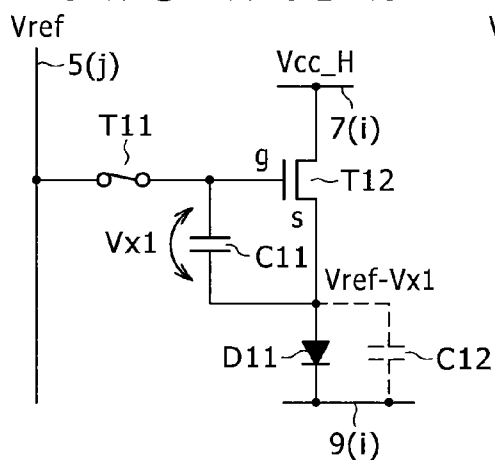 Vref
5(j)
Vcc_H
7(i)
T11
g
T12
s
Vx1
C11
Vref-Vx1
D11
C12
9(i)